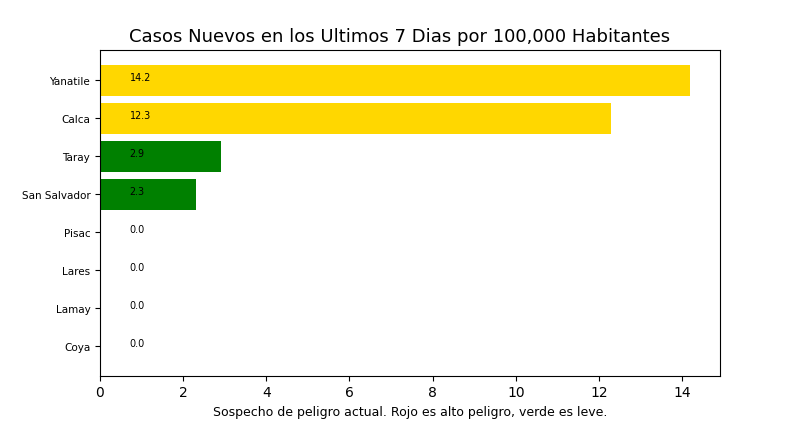 Casos Nuevos en los Ultimos 7 Dias por 100,000 Habitantes
Yanatile 14.2
Calca 12.3
Taray 2.9
San Salvador 2.3
Pisac 0.0
Lares 0.0
Lamay 0.0
Coya 0.0
0 2 4 6 8 10 12 14
Sospecho de peligro actual. Rojo es alto peligro, verde es leve.